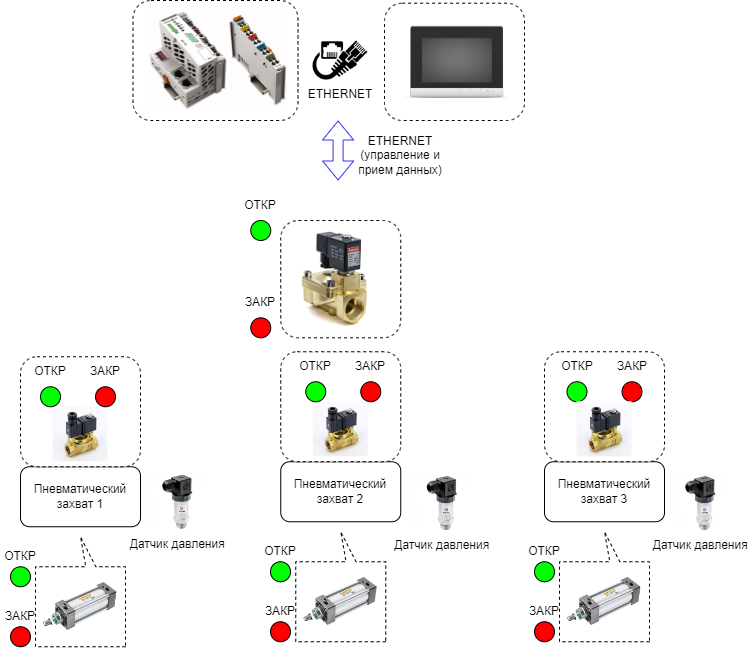 ETHERNET
ETHERNET
(управление и
прием данных)
ОТКР
ЗАКР
ОТКР ЗАКР
ОТКР ЗАКР
ОТКР ЗАКР
Пневматический
захват 1
Пневматический
захват 2
Пневматический
захват 3
Датчик давления
Датчик давления
Датчик давления
ОТКР
ЗАКР
ОТКР
ЗАКР
ОТКР
ЗАКР